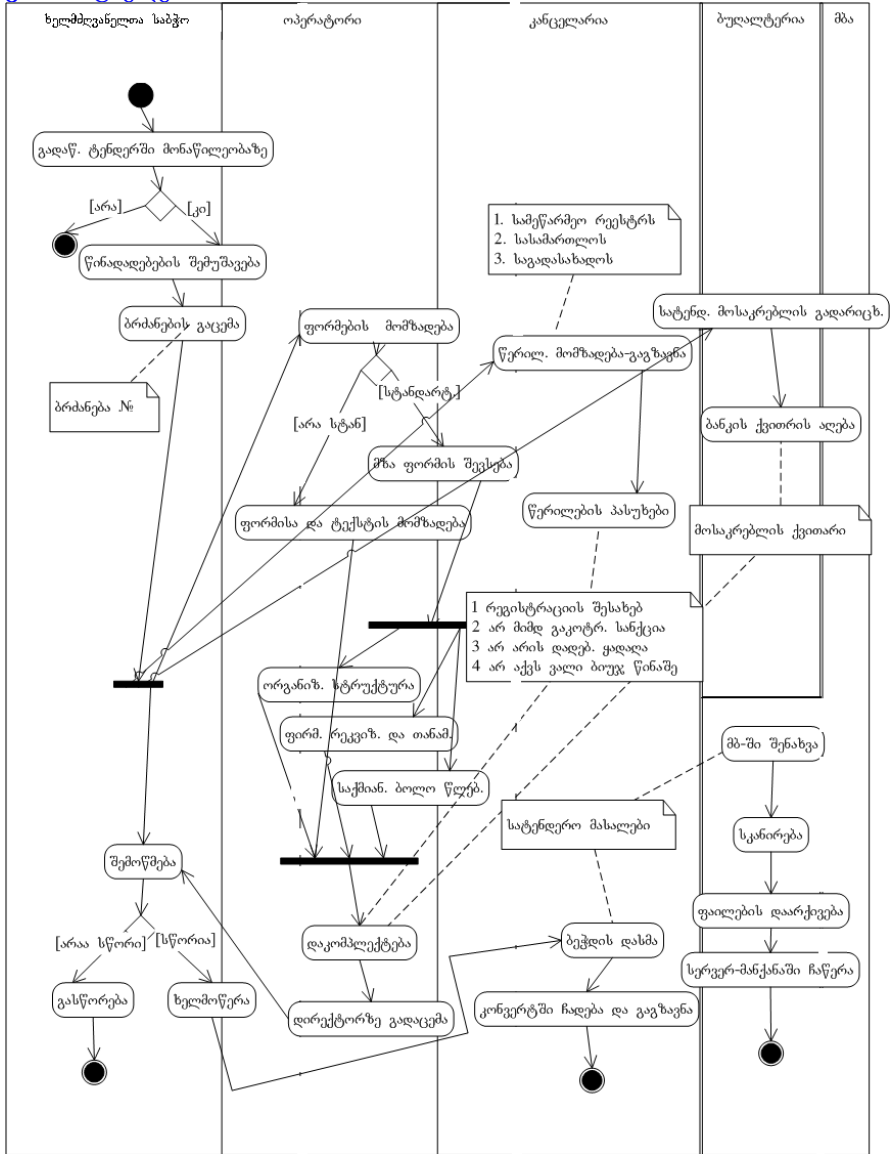 ხელმძღვანელთა საბჭო
ოპერატორი
კანცელარია
ბუღალტერია
მბა
გადაწ. ტენდერში მონაწილეობაზე
[არა]
[კი]
წინადადებების შემუშავება
ბრძანების გაცემა
ბრძანება №
ფორმების მომზადება
[სტანდარტ.]
[არა სტან]
მზა ფორმის შევსება
ფორმისა და ტექსტის მომზადება
1. სამეწარმეო რეესტრს
2. სასამართლოს
3. საგადასახადოს
წერილ. მომზადება-გაგზავნა
წერილების პასუხები
სატენდ. მოსაკრებლის გადარიცხ.
ბანკის ქვითრის აღება
მოსაკრებლის ქვითარი
1 რეგისტრაციის შესახებ
2 არ მიმდ გაკოტრ. სანქცია
3 არ არის დადებ. ყადაღა
4 არ აქვს ვალი ბიუჯ წინაშე
ორგანიზ. სტრუქტურა
ფირმ. რეკვიზ. და თანამ.
საქმიან. ბოლო წლებ.
მბ-ში შენახვა
სატენდერო მასალები
სკანირება
შემოწმება
ფაილების დაარქივება
[არაა სწორი]
[სწორია]
დაკომპლექტება
ბეჭდის დასმა
სერვერ-მანქანაში ჩაწერა
გასწორება
ხელმოწერა
დირექტორზე გადაცემა
კონვერტში ჩადება და გაგზავნა